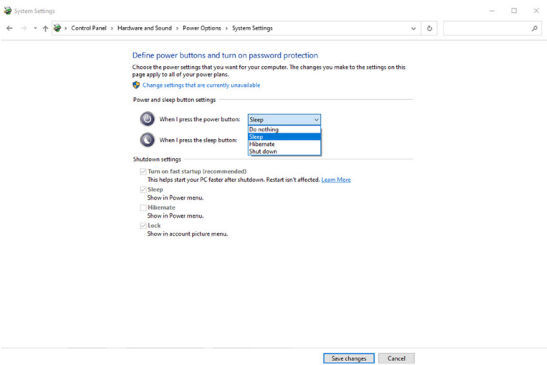 System Settings
Control Panel > Hardware and Sound > Power Options > System Settings
Define power buttons and turn on password protection
Choose the power settings that you want for your computer. The changes you make to the settings on this
page apply to all of your power plans.
Change settings that are currently unavailable
Power and sleep button settings
When I press the power button: Sleep
Do nothing
Sleep
When I press the sleep button:
Hibernate
Shut down
Shutdown settings
Turn on fast startup (recommended)
This helps start your PC faster after shutdown. Restart isn't affected. Learn More
Sleep
Show in Power menu.
Hibernate
Show in Power menu.
Lock
Show in account picture menu.
Save changes Cancel